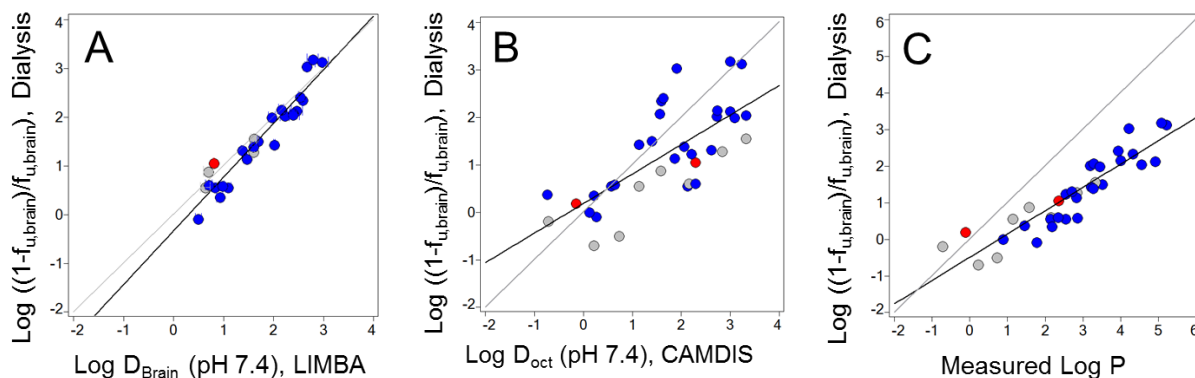 A
Log ((1-fu,brain)/fu,brain), Dialysis
4
3
2
1
0
-1
-2
-2 -1 0 1 2 3 4
Log DBrain (pH 7.4), LIMBA
B
Log ((1-fu,brain)/fu,brain), Dialysis
4
3
2
1
0
-1
-2
-2 -1 0 1 2 3 4
Log Doct (pH 7.4), CAMDIS
C
Log ((1-fu,brain)/fu,brain), Dialysis
6
5
4
3
2
1
0
-1
-2
-2 -1 0 1 2 3 4 5 6
Measured Log P